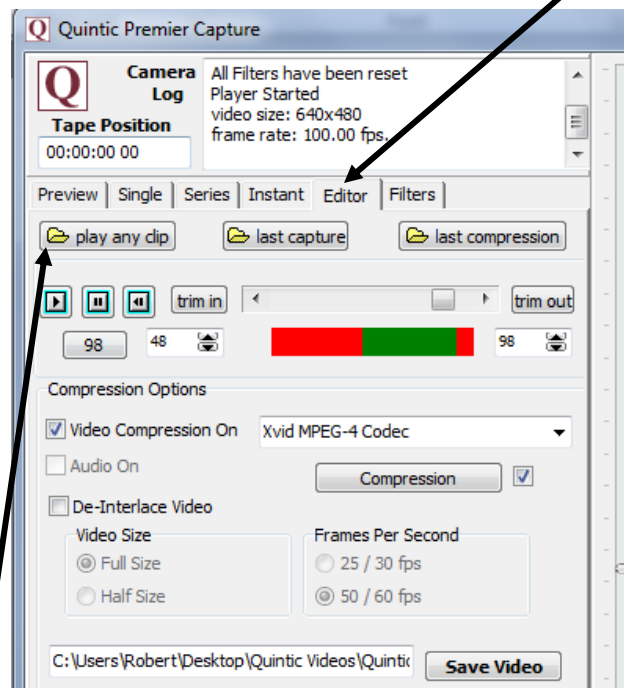 Q Quintic Premier Capture
Q
Camera Log
All Filters have been reset
Player Started
video size: 640x480
frame rate: 100.00 fps.
Tape Position
00:00:00 00
Preview Single Series Instant Editor Filters
play any clip last capture last compression
trim in trim out
98 48 98
Compression Options
Video Compression On Xvid MPEG-4 Codec
Audio On Compression
De-Interlace Video
Video Size Frames Per Second
Full Size 25 / 30 fps
Half Size 50 / 60 fps
C:\Users\Robert\Desktop\Quintic Videos\Quintic Save Video